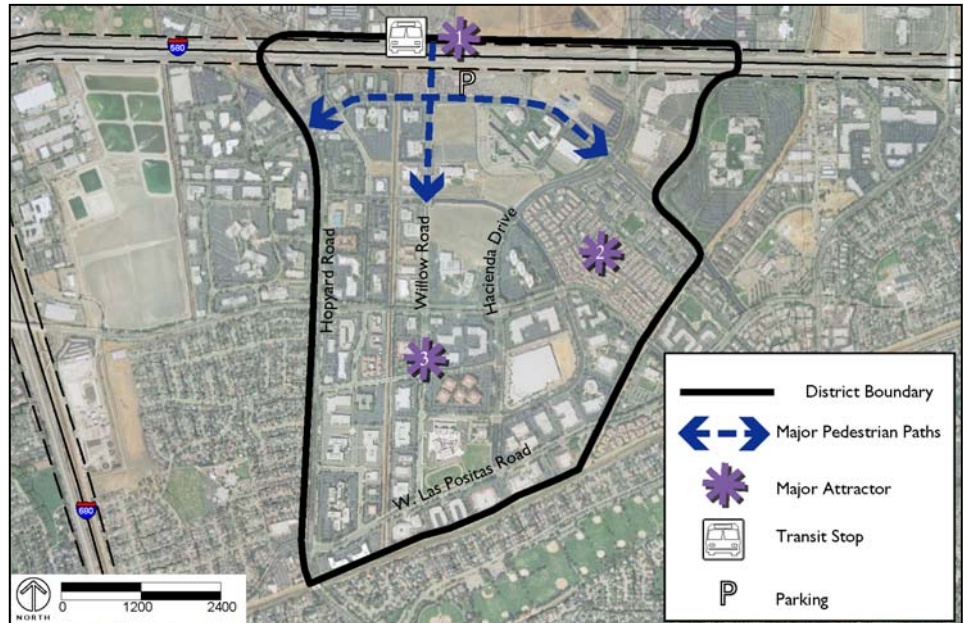 680
1
P
Hopyard Road
Willow Road
Hacienda Drive
2
3
W. Las Positas Road
680
District Boundary
Major Pedestrian Paths
Major Attractor
Transit Stop
P
Parking
NORTH
0
1200
2400